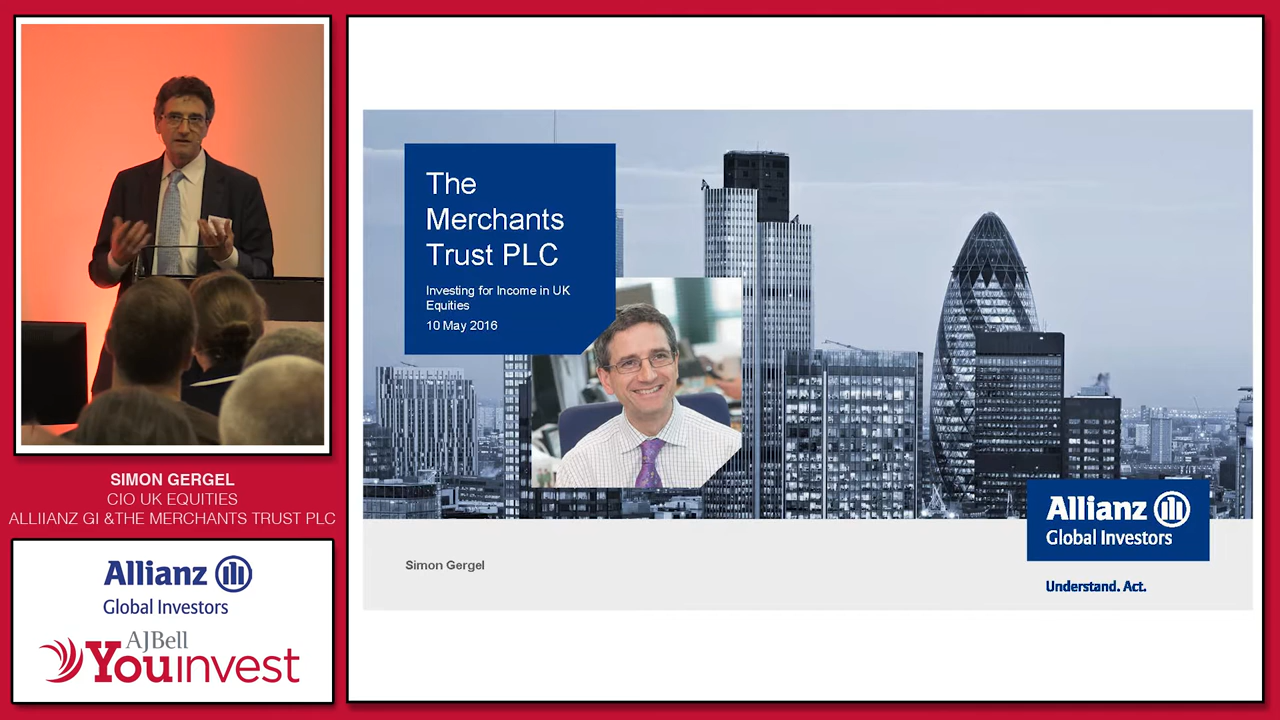 SIMON GERGEL
CIO UK EQUITIES
ALLIIANZ GI &THE MERCHANTS TRUST PLC
Allianz
Global Investors
AJBell
Youinvest
The
Merchants
Trust PLC
Investing for Income in UK
Equities
10 May 2016
Allianz
Global Investors
Simon Gergel
Understand. Act.